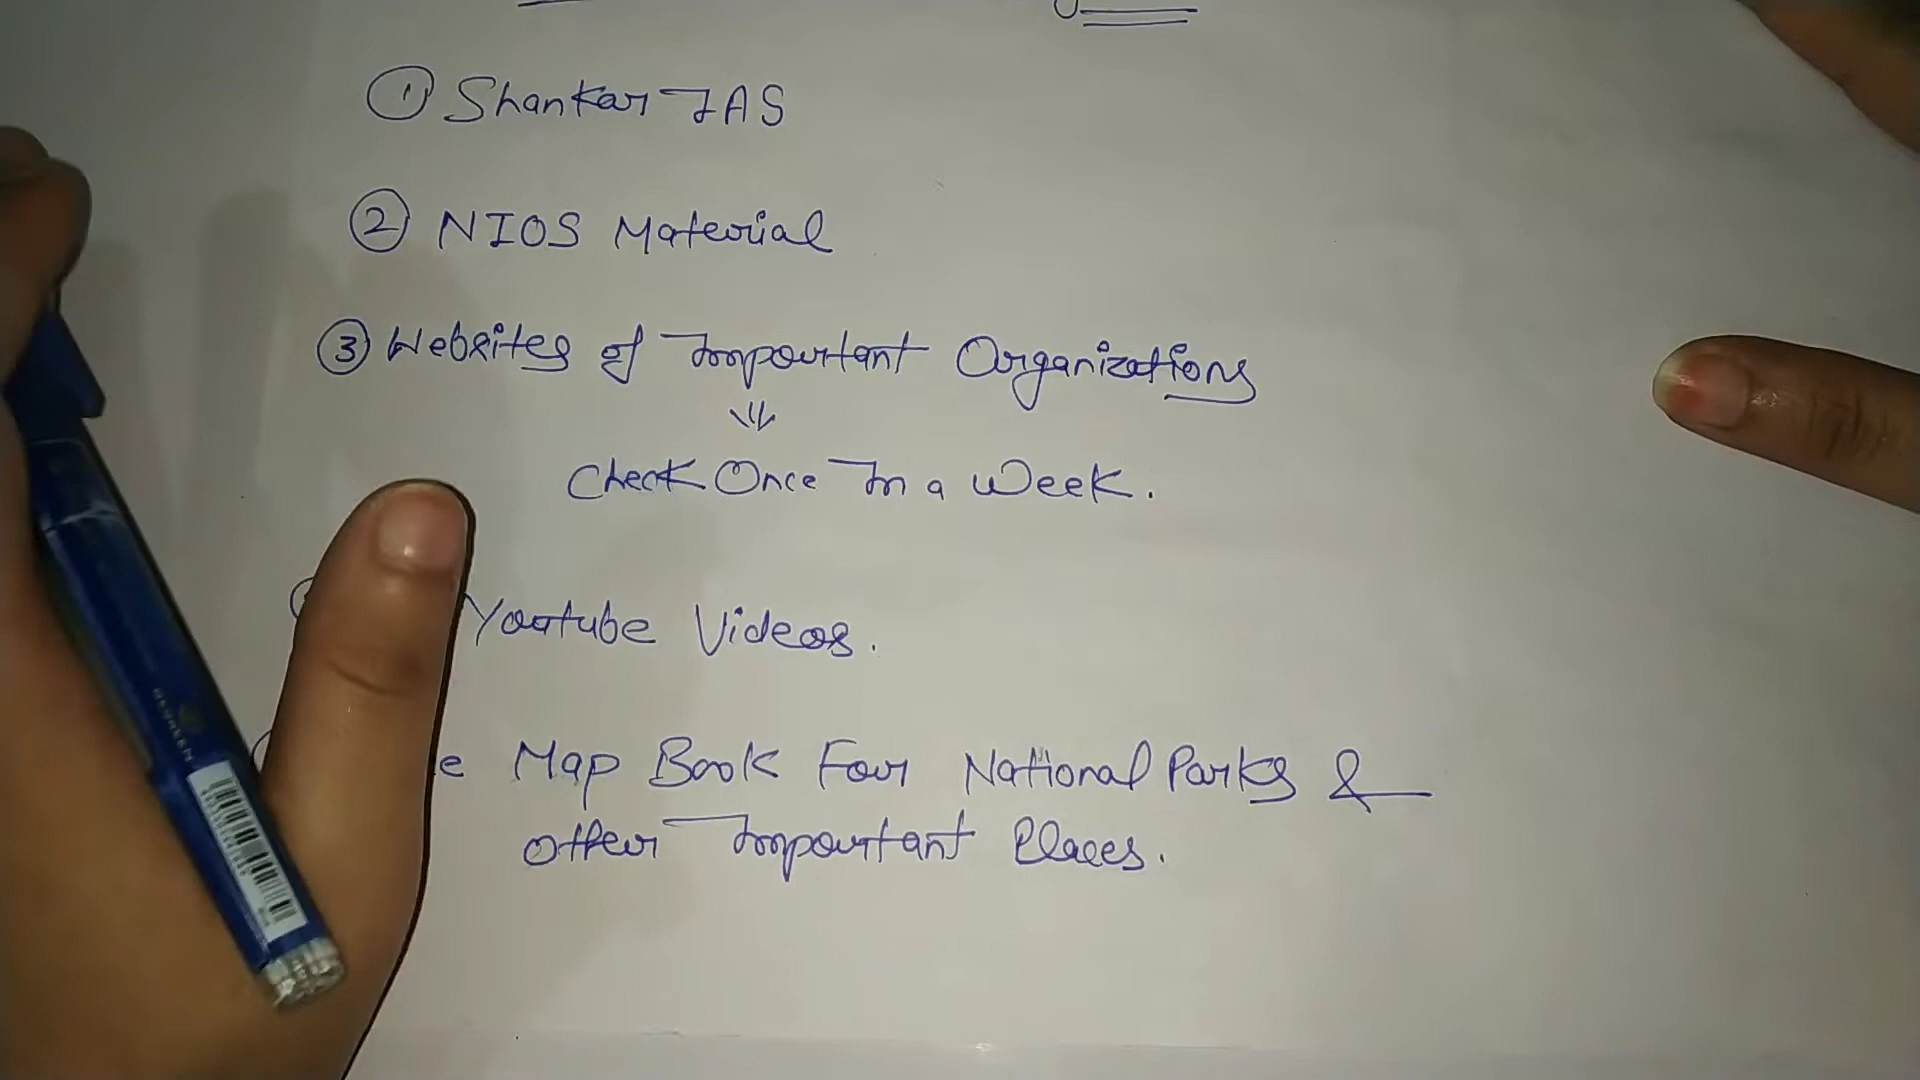 ① Shankar IAS
② NIOS Material
③ Websites of Important Organizations
Check Once In a Week.
Youtube Videos.
Map Book For National Parks &
Other Important Places.